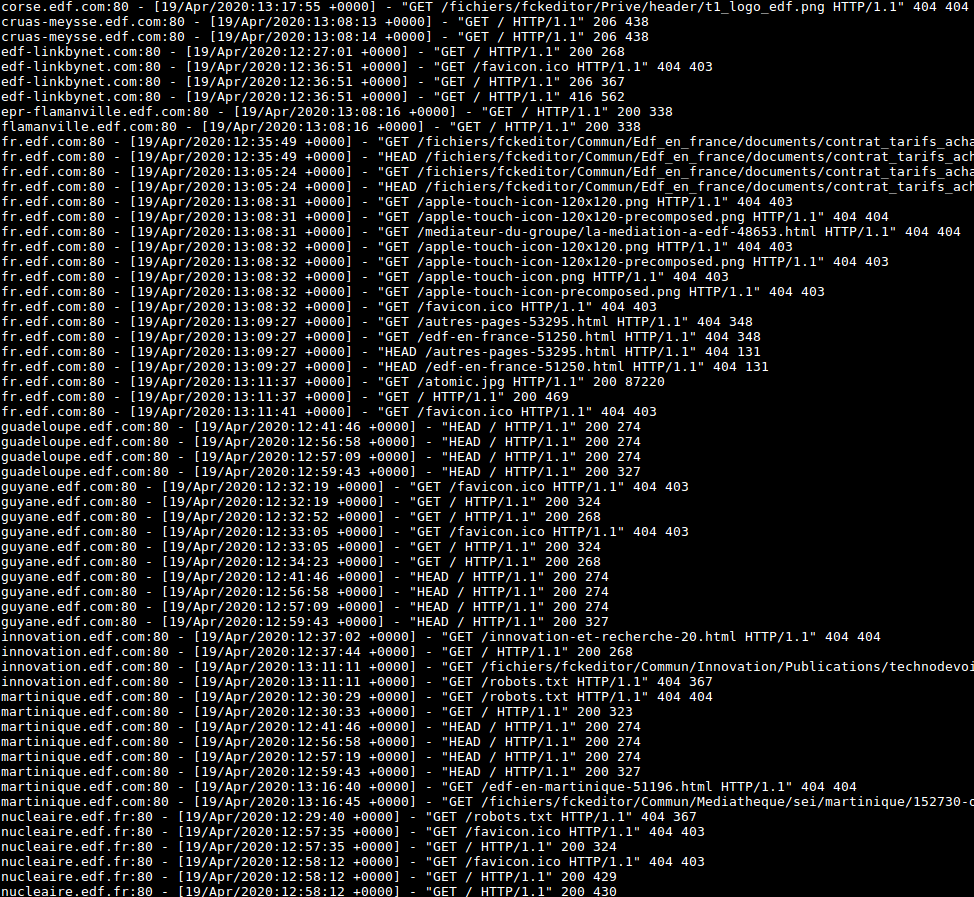 corse.edf.com:80 - [19/Apr/2020:13:17:55 +0000] - "GET /fichiers/fckeditor/Prive/header/t1_logo_edf.png HTTP/1.1" 404 404
cruas-meysse.edf.com:80 - [19/Apr/2020:13:08:13 +0000] - "GET / HTTP/1.1" 206 438
cruas-meysse.edf.com:80 - [19/Apr/2020:13:08:14 +0000] - "GET / HTTP/1.1" 206 438
edf-linkbynet.com:80 - [19/Apr/2020:12:27:01 +0000] - "GET / HTTP/1.1" 200 268
edf-linkbynet.com:80 - [19/Apr/2020:12:36:51 +0000] - "GET /favicon.ico HTTP/1.1" 404 403
edf-linkbynet.com:80 - [19/Apr/2020:12:36:51 +0000] - "GET / HTTP/1.1" 206 367
edf-linkbynet.com:80 - [19/Apr/2020:12:36:51 +0000] - "GET / HTTP/1.1" 416 562
epr-flamanville.edf.com:80 - [19/Apr/2020:13:08:16 +0000] - "GET / HTTP/1.1" 200 338
flamanville.edf.com:80 - [19/Apr/2020:13:08:16 +0000] - "GET / HTTP/1.1" 200 338
fr.edf.com:80 - [19/Apr/2020:12:35:49 +0000] - "GET /fichiers/fckeditor/Commun/Edf_en_france/documents/contrat_tarifs_acha
fr.edf.com:80 - [19/Apr/2020:12:35:49 +0000] - "HEAD /fichiers/fckeditor/Commun/Edf_en_france/documents/contrat_tarifs_ach
fr.edf.com:80 - [19/Apr/2020:13:05:24 +0000] - "GET /fichiers/fckeditor/Commun/Edf_en_france/documents/contrat_tarifs_acha
fr.edf.com:80 - [19/Apr/2020:13:05:24 +0000] - "HEAD /fichiers/fckeditor/Commun/Edf_en_france/documents/contrat_tarifs_ach
fr.edf.com:80 - [19/Apr/2020:13:08:31 +0000] - "GET /apple-touch-icon-120x120.png HTTP/1.1" 404 403
fr.edf.com:80 - [19/Apr/2020:13:08:31 +0000] - "GET /apple-touch-icon-120x120-precomposed.png HTTP/1.1" 404 404
fr.edf.com:80 - [19/Apr/2020:13:08:31 +0000] - "GET /mediateur-du-groupe/la-mediation-a-edf-48653.html HTTP/1.1" 404 404
fr.edf.com:80 - [19/Apr/2020:13:08:32 +0000] - "GET /apple-touch-icon-120x120.png HTTP/1.1" 404 403
fr.edf.com:80 - [19/Apr/2020:13:08:32 +0000] - "GET /apple-touch-icon-120x120-precomposed.png HTTP/1.1" 404 403
fr.edf.com:80 - [19/Apr/2020:13:08:32 +0000] - "GET /apple-touch-icon.png HTTP/1.1" 404 403
fr.edf.com:80 - [19/Apr/2020:13:08:32 +0000] - "GET /apple-touch-icon-precomposed.png HTTP/1.1" 404 403
fr.edf.com:80 - [19/Apr/2020:13:08:32 +0000] - "GET /favicon.ico HTTP/1.1" 404 403
fr.edf.com:80 - [19/Apr/2020:13:09:27 +0000] - "GET /autres-pages-53295.html HTTP/1.1" 404 348
fr.edf.com:80 - [19/Apr/2020:13:09:27 +0000] - "GET /edf-en-france-51250.html HTTP/1.1" 404 348
fr.edf.com:80 - [19/Apr/2020:13:09:27 +0000] - "HEAD /autres-pages-53295.html HTTP/1.1" 404 131
fr.edf.com:80 - [19/Apr/2020:13:09:27 +0000] - "HEAD /edf-en-france-51250.html HTTP/1.1" 404 131
fr.edf.com:80 - [19/Apr/2020:13:11:37 +0000] - "GET /atomic.jpg HTTP/1.1" 200 87220
fr.edf.com:80 - [19/Apr/2020:13:11:37 +0000] - "GET / HTTP/1.1" 200 469
fr.edf.com:80 - [19/Apr/2020:13:11:41 +0000] - "GET /favicon.ico HTTP/1.1" 404 403
guadeloupe.edf.com:80 - [19/Apr/2020:12:41:46 +0000] - "HEAD / HTTP/1.1" 200 274
guadeloupe.edf.com:80 - [19/Apr/2020:12:56:58 +0000] - "HEAD / HTTP/1.1" 200 274
guadeloupe.edf.com:80 - [19/Apr/2020:12:57:09 +0000] - "HEAD / HTTP/1.1" 200 274
guadeloupe.edf.com:80 - [19/Apr/2020:12:59:43 +0000] - "HEAD / HTTP/1.1" 200 327
guyane.edf.com:80 - [19/Apr/2020:12:32:19 +0000] - "GET /favicon.ico HTTP/1.1" 404 403
guyane.edf.com:80 - [19/Apr/2020:12:32:19 +0000] - "GET / HTTP/1.1" 200 324
guyane.edf.com:80 - [19/Apr/2020:12:32:52 +0000] - "GET / HTTP/1.1" 200 268
guyane.edf.com:80 - [19/Apr/2020:12:33:05 +0000] - "GET /favicon.ico HTTP/1.1" 404 403
guyane.edf.com:80 - [19/Apr/2020:12:33:05 +0000] - "GET / HTTP/1.1" 200 324
guyane.edf.com:80 - [19/Apr/2020:12:34:23 +0000] - "GET / HTTP/1.1" 200 268
guyane.edf.com:80 - [19/Apr/2020:12:41:46 +0000] - "HEAD / HTTP/1.1" 200 274
guyane.edf.com:80 - [19/Apr/2020:12:56:58 +0000] - "HEAD / HTTP/1.1" 200 274
guyane.edf.com:80 - [19/Apr/2020:12:57:09 +0000] - "HEAD / HTTP/1.1" 200 274
guyane.edf.com:80 - [19/Apr/2020:12:59:43 +0000] - "HEAD / HTTP/1.1" 200 327
innovation.edf.com:80 - [19/Apr/2020:12:37:02 +0000] - "GET /innovation-et-recherche-20.html HTTP/1.1" 404 404
innovation.edf.com:80 - [19/Apr/2020:12:37:44 +0000] - "GET / HTTP/1.1" 200 268
innovation.edf.com:80 - [19/Apr/2020:13:11:11 +0000] - "GET /fichiers/fckeditor/Commun/Innovation/Publications/technodevoi
innovation.edf.com:80 - [19/Apr/2020:13:11:11 +0000] - "GET /robots.txt HTTP/1.1" 404 367
martinique.edf.com:80 - [19/Apr/2020:12:30:29 +0000] - "GET /robots.txt HTTP/1.1" 404 404
martinique.edf.com:80 - [19/Apr/2020:12:30:33 +0000] - "GET / HTTP/1.1" 200 323
martinique.edf.com:80 - [19/Apr/2020:12:41:46 +0000] - "HEAD / HTTP/1.1" 200 274
martinique.edf.com:80 - [19/Apr/2020:12:56:58 +0000] - "HEAD / HTTP/1.1" 200 274
martinique.edf.com:80 - [19/Apr/2020:12:57:19 +0000] - "HEAD / HTTP/1.1" 200 274
martinique.edf.com:80 - [19/Apr/2020:12:59:43 +0000] - "HEAD / HTTP/1.1" 200 327
martinique.edf.com:80 - [19/Apr/2020:13:16:40 +0000] - "GET /edf-en-martinique-51196.html HTTP/1.1" 404 404
martinique.edf.com:80 - [19/Apr/2020:13:16:45 +0000] - "GET /fichiers/fckeditor/Commun/Mediatheque/sei/martinique/152730-c
nucleaire.edf.fr:80 - [19/Apr/2020:12:29:40 +0000] - "GET /robots.txt HTTP/1.1" 404 367
nucleaire.edf.fr:80 - [19/Apr/2020:12:57:35 +0000] - "GET /favicon.ico HTTP/1.1" 404 403
nucleaire.edf.fr:80 - [19/Apr/2020:12:57:35 +0000] - "GET / HTTP/1.1" 200 324
nucleaire.edf.fr:80 - [19/Apr/2020:12:58:12 +0000] - "GET /favicon.ico HTTP/1.1" 404 403
nucleaire.edf.fr:80 - [19/Apr/2020:12:58:12 +0000] - "GET / HTTP/1.1" 200 429
nucleaire.edf.fr:80 - [19/Apr/2020:12:58:12 +0000] - "GET / HTTP/1.1" 200 430